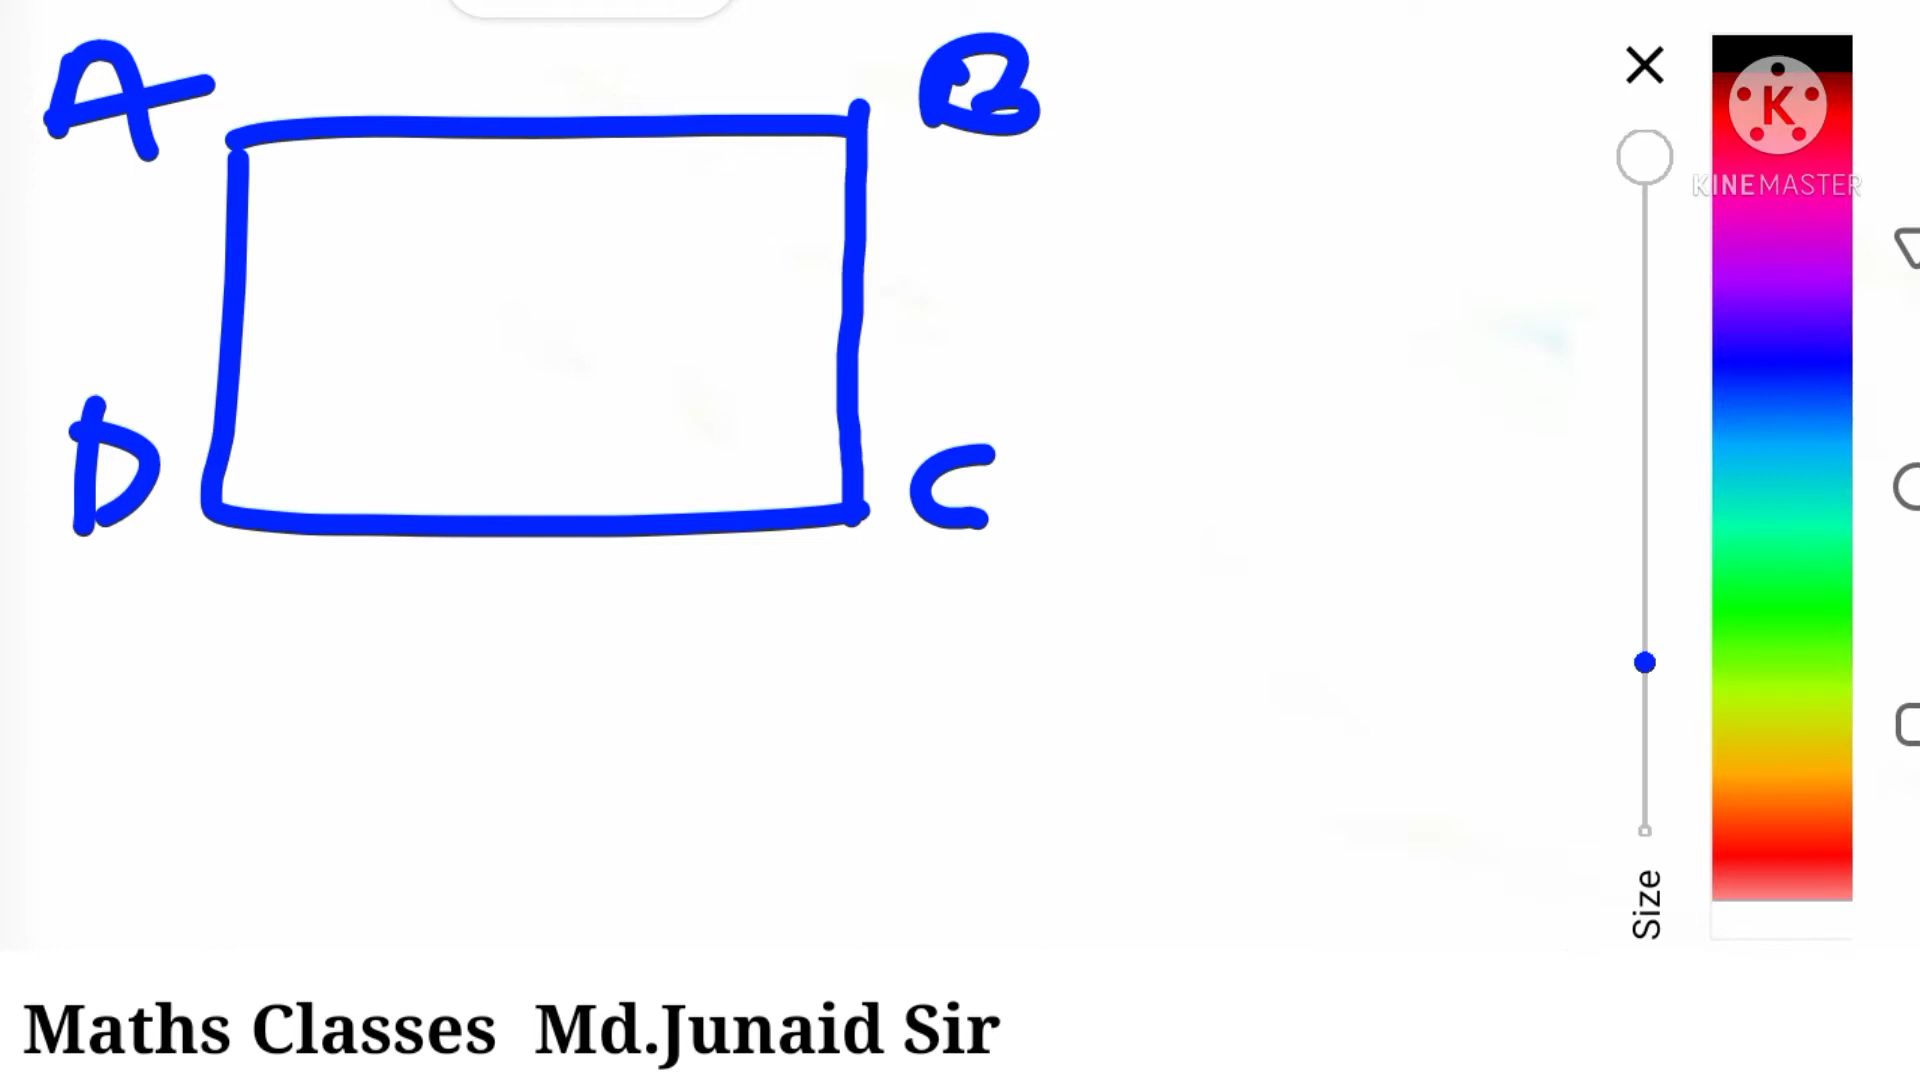 A B
D C
K
KINEMASTER
Size
Maths Classes Md.Junaid Sir